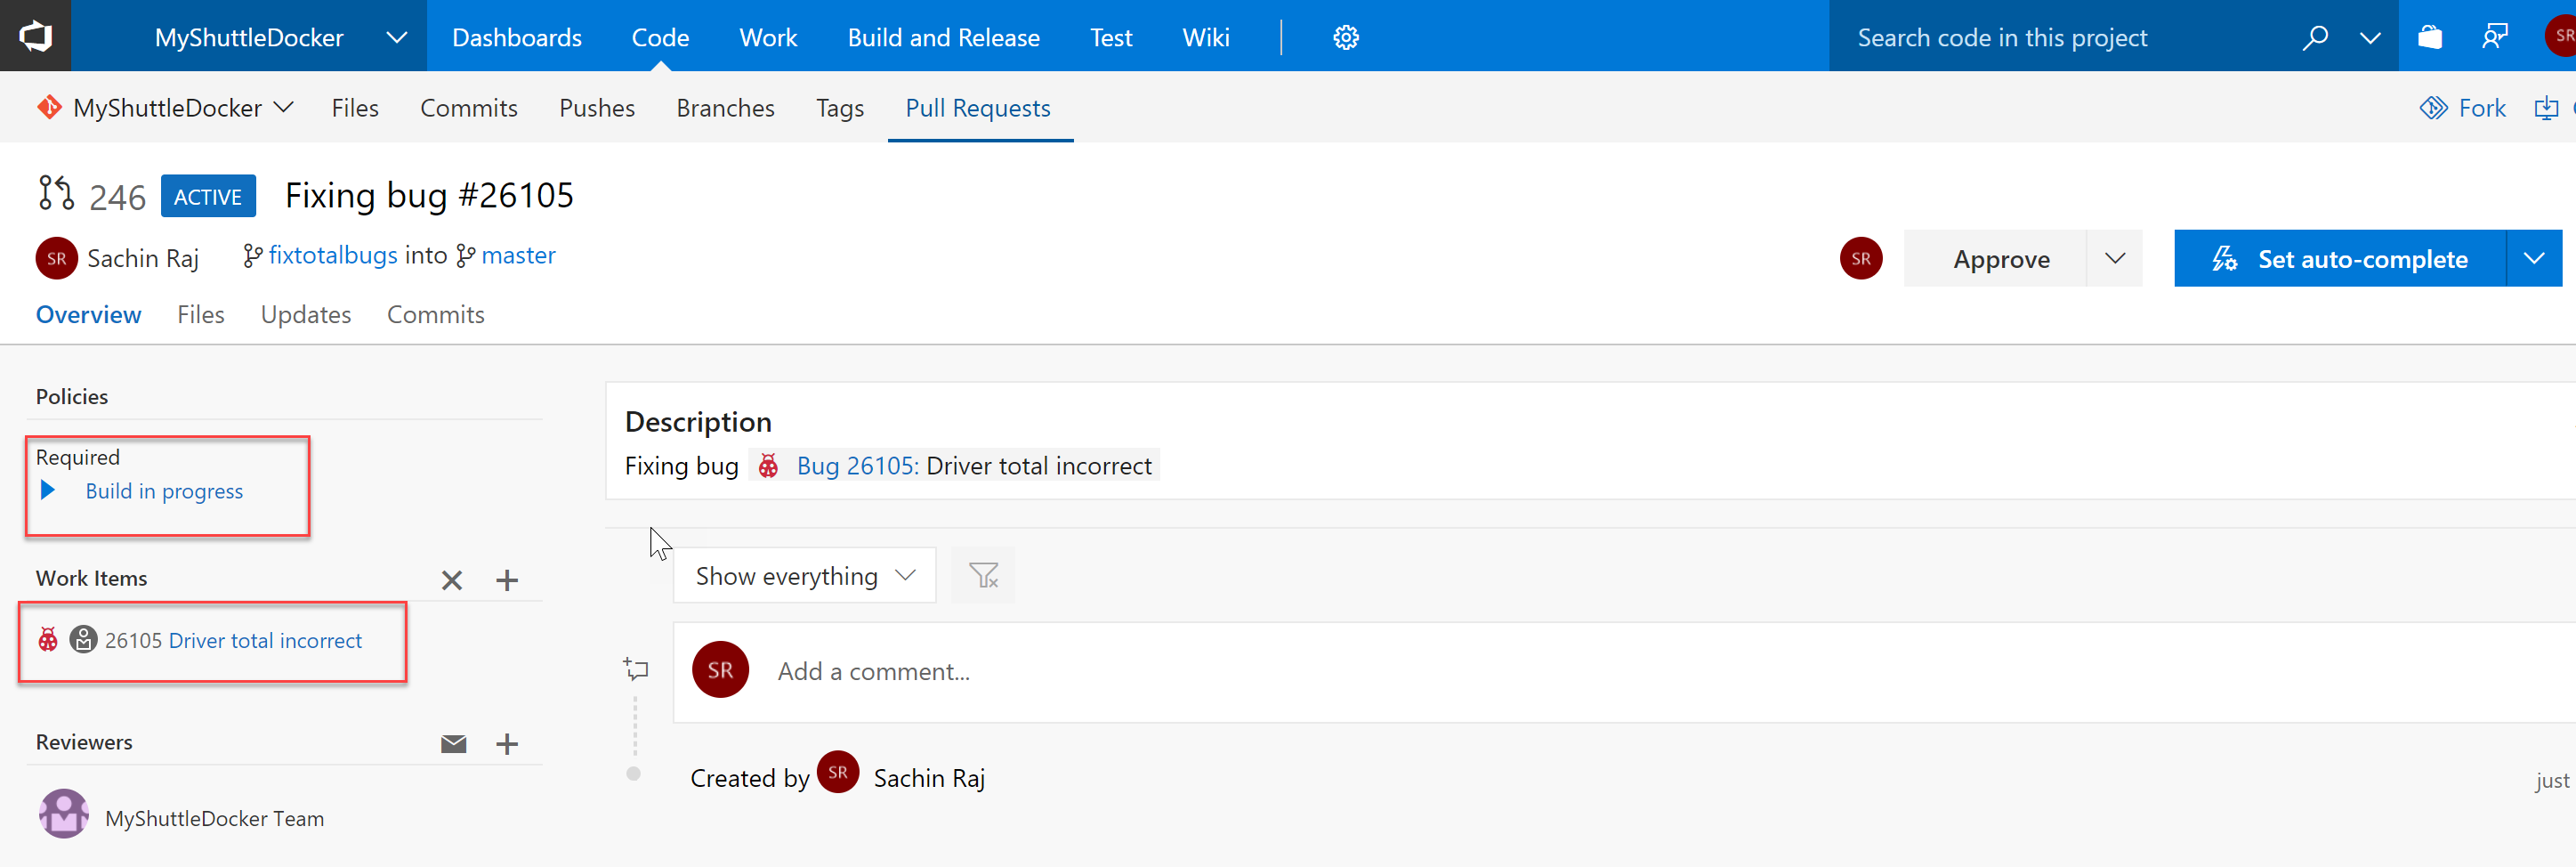 MyShuttleDocker Dashboards Code Work Build and Release Test Wiki Search code in this project SR
MyShuttleDocker Files Commits Pushes Branches Tags Pull Requests Fork
246 ACTIVE Fixing bug #26105
SR Sachin Raj fixtotalbugs into master SR Approve Set auto-complete
Overview Files Updates Commits
Policies
Required
Build in progress
Work Items
26105 Driver total incorrect
Reviewers
MyShuttleDocker Team
Description
Fixing bug Bug 26105: Driver total incorrect
Show everything
SR Add a comment...
Created by SR Sachin Raj
just